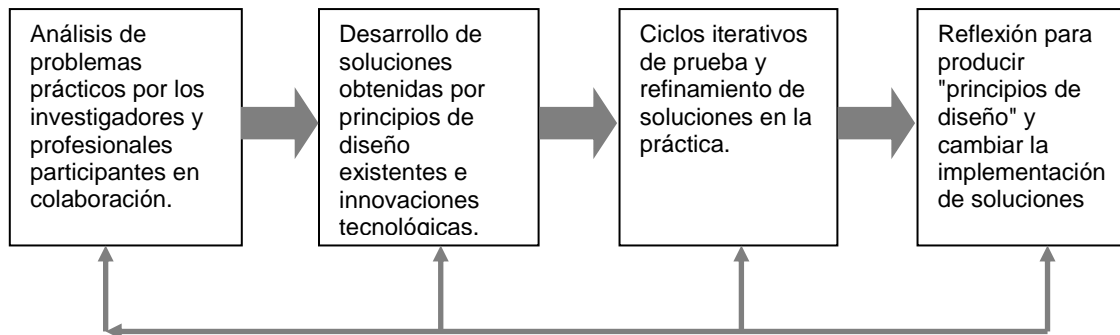 Análisis de
problemas
prácticos por los
investigadores y
profesionales
participantes en
colaboración.
Desarrollo de
soluciones
obtenidas por
principios de
diseño
existentes e
innovaciones
tecnológicas.
Ciclos iterativos
de prueba y
refinamiento de
soluciones en la
práctica.
Reflexión para
producir
"principios de
diseño" y
cambiar la
implementación
de soluciones